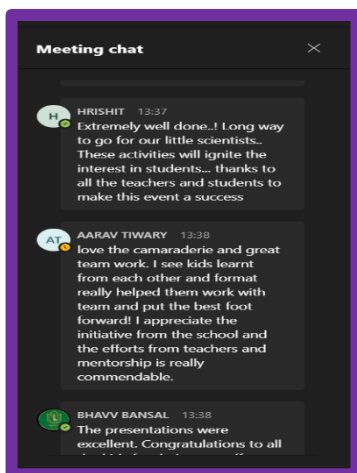 Meeting chat
H
HRISHIT 13:37
Extremely well done..! Long way
to go for our little scientists..
These activities will ignite the
interest in students... thanks to
all the teachers and students to
make this event a success
AT
AARAV TIWARY 13:38
love the camaraderie and great
team work. I see kids learnt
from each other and format
really helped them work with
team and put the best foot
forward! I appreciate the
initiative from the school and
the efforts from teachers and
mentorship is really
commendable.
BHAVV BANSAL 13:38
The presentations were
excellent. Congratulations to all